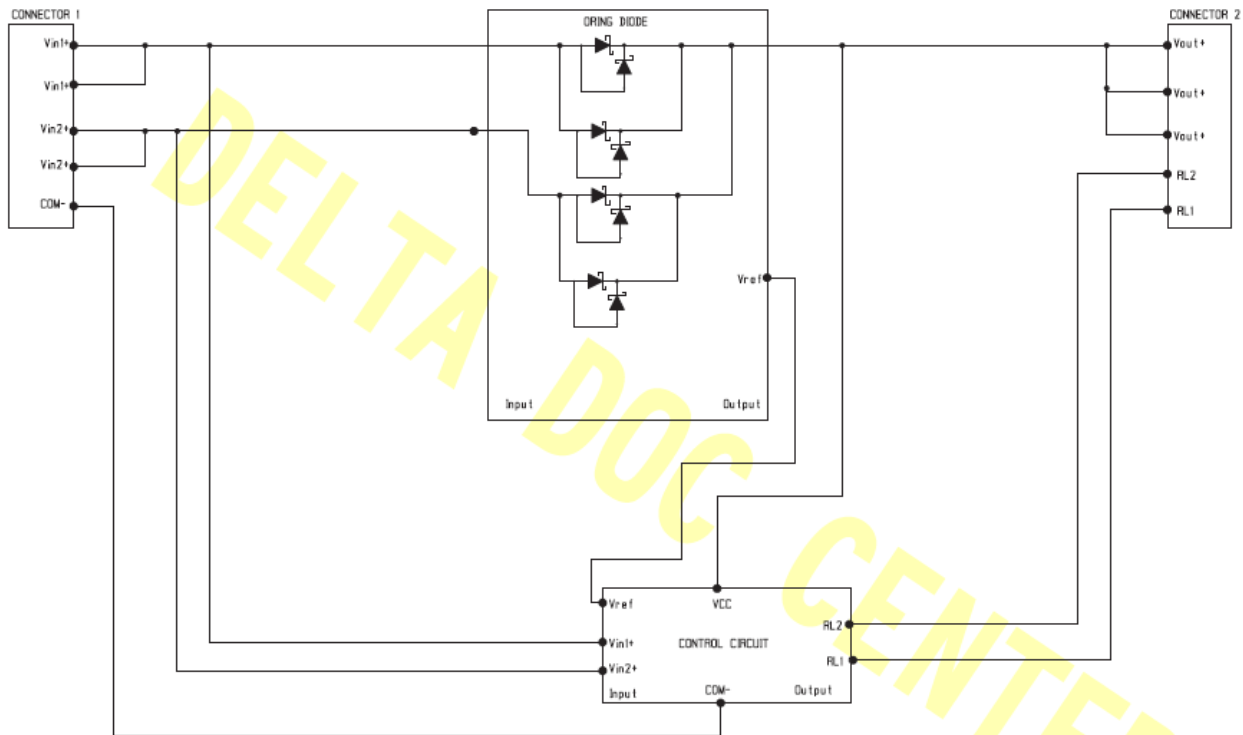 CONNECTOR 1
ORING DIODE
CONNECTOR 2
Vin1+
Vin1+
Vin2+
Vin2+
COM-
Vout+
Vout+
Vout+
RL2
RL1
Vref
Input
Output
Vref
VCC
Vin1+
CONTROL CIRCUIT
Vin2+
Input
COM-
Output
RL2
RL1
DELTA DOC CENTER